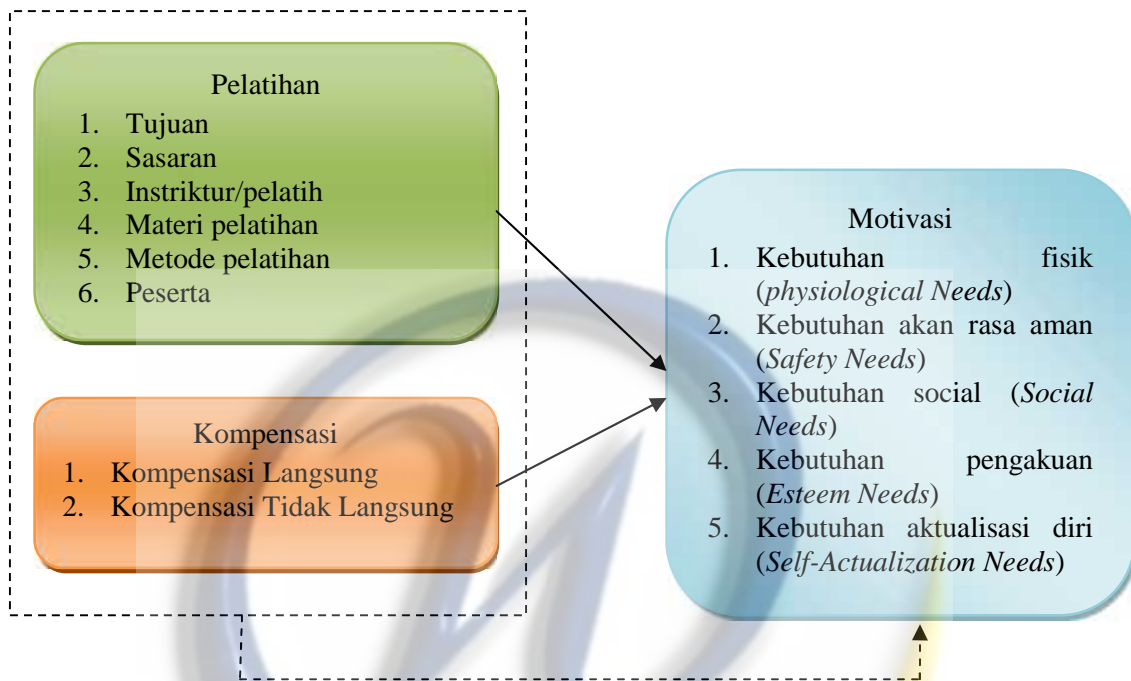 Pelatihan
1. Tujuan
2. Sasaran
3. Instriktur/pelatih
4. Materi pelatihan
5. Metode pelatihan
6. Peserta
Kompensasi
1. Kompensasi Langsung
2. Kompensasi Tidak Langsung
Motivasi
1. Kebutuhan fisik
(physiological Needs)
2. Kebutuhan akan rasa aman
(Safety Needs)
3. Kebutuhan social (Social
Needs)
4. Kebutuhan pengakuan
(Esteem Needs)
5. Kebutuhan aktualisasi diri
(Self-Actualization Needs)